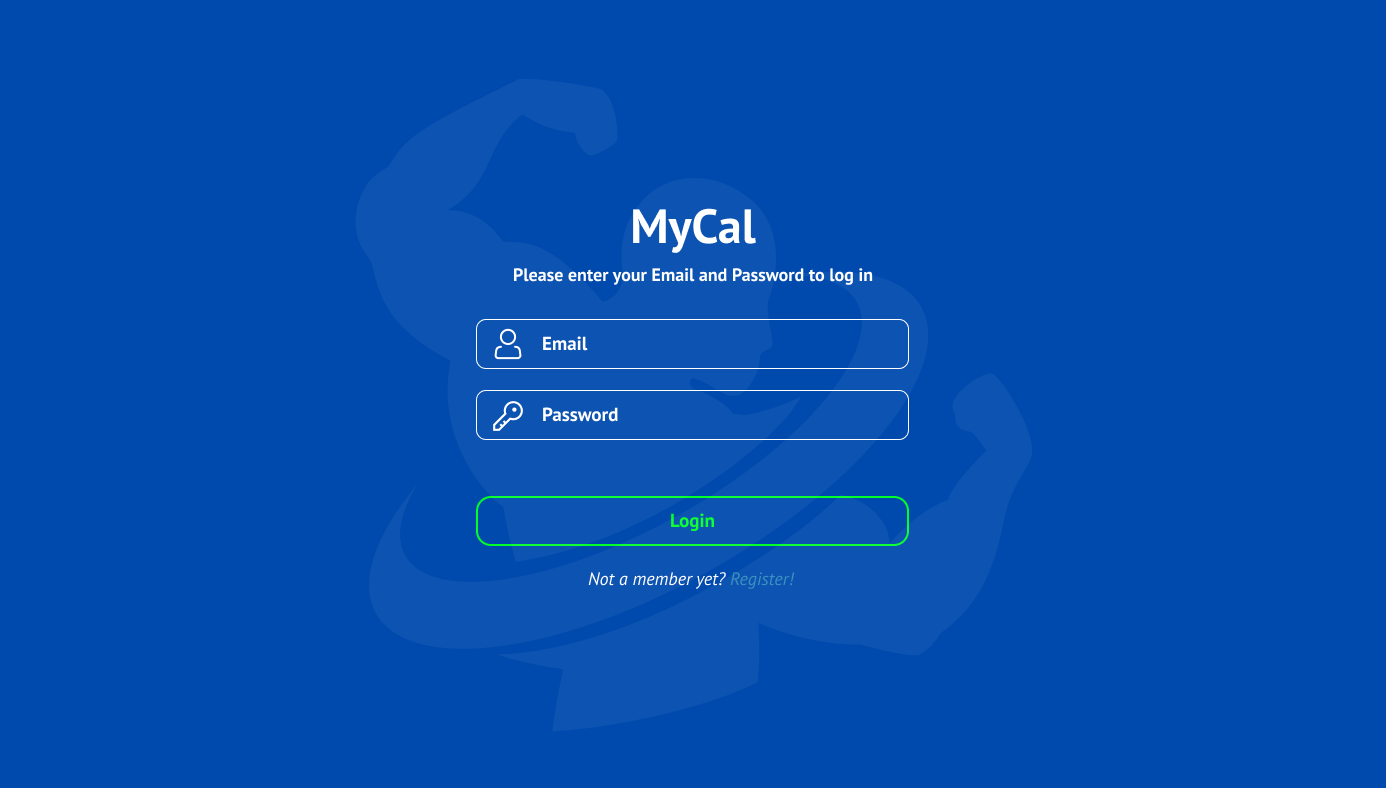 MyCal
Please enter your Email and Password to log in
Email
Password
Login
Not a member yet? Register!